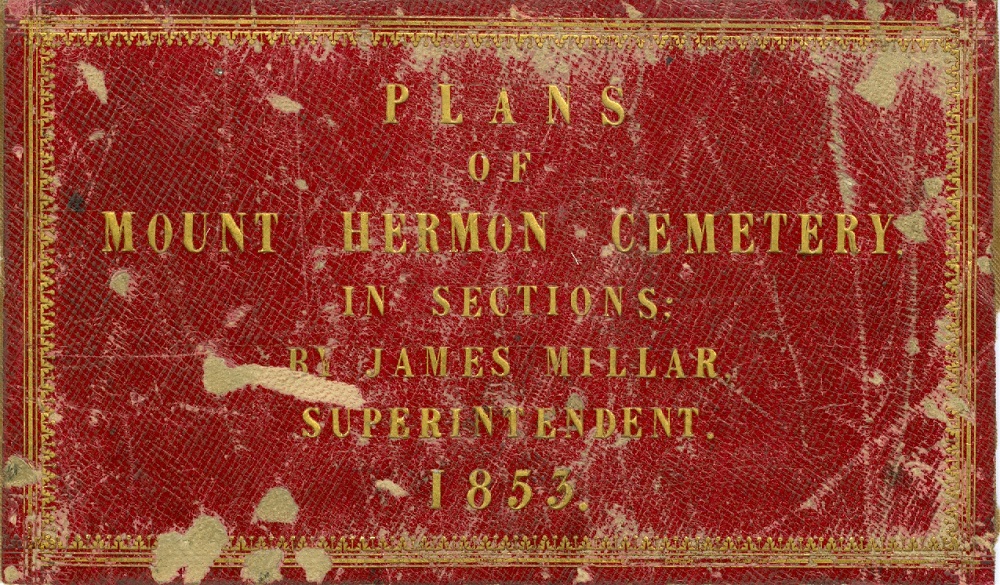 PLANS
OF
MOUNT HERMON CEMETERY.
IN SECTIONS;
BY JAMES MILLAR,
SUPERINTENDENT.
1853.